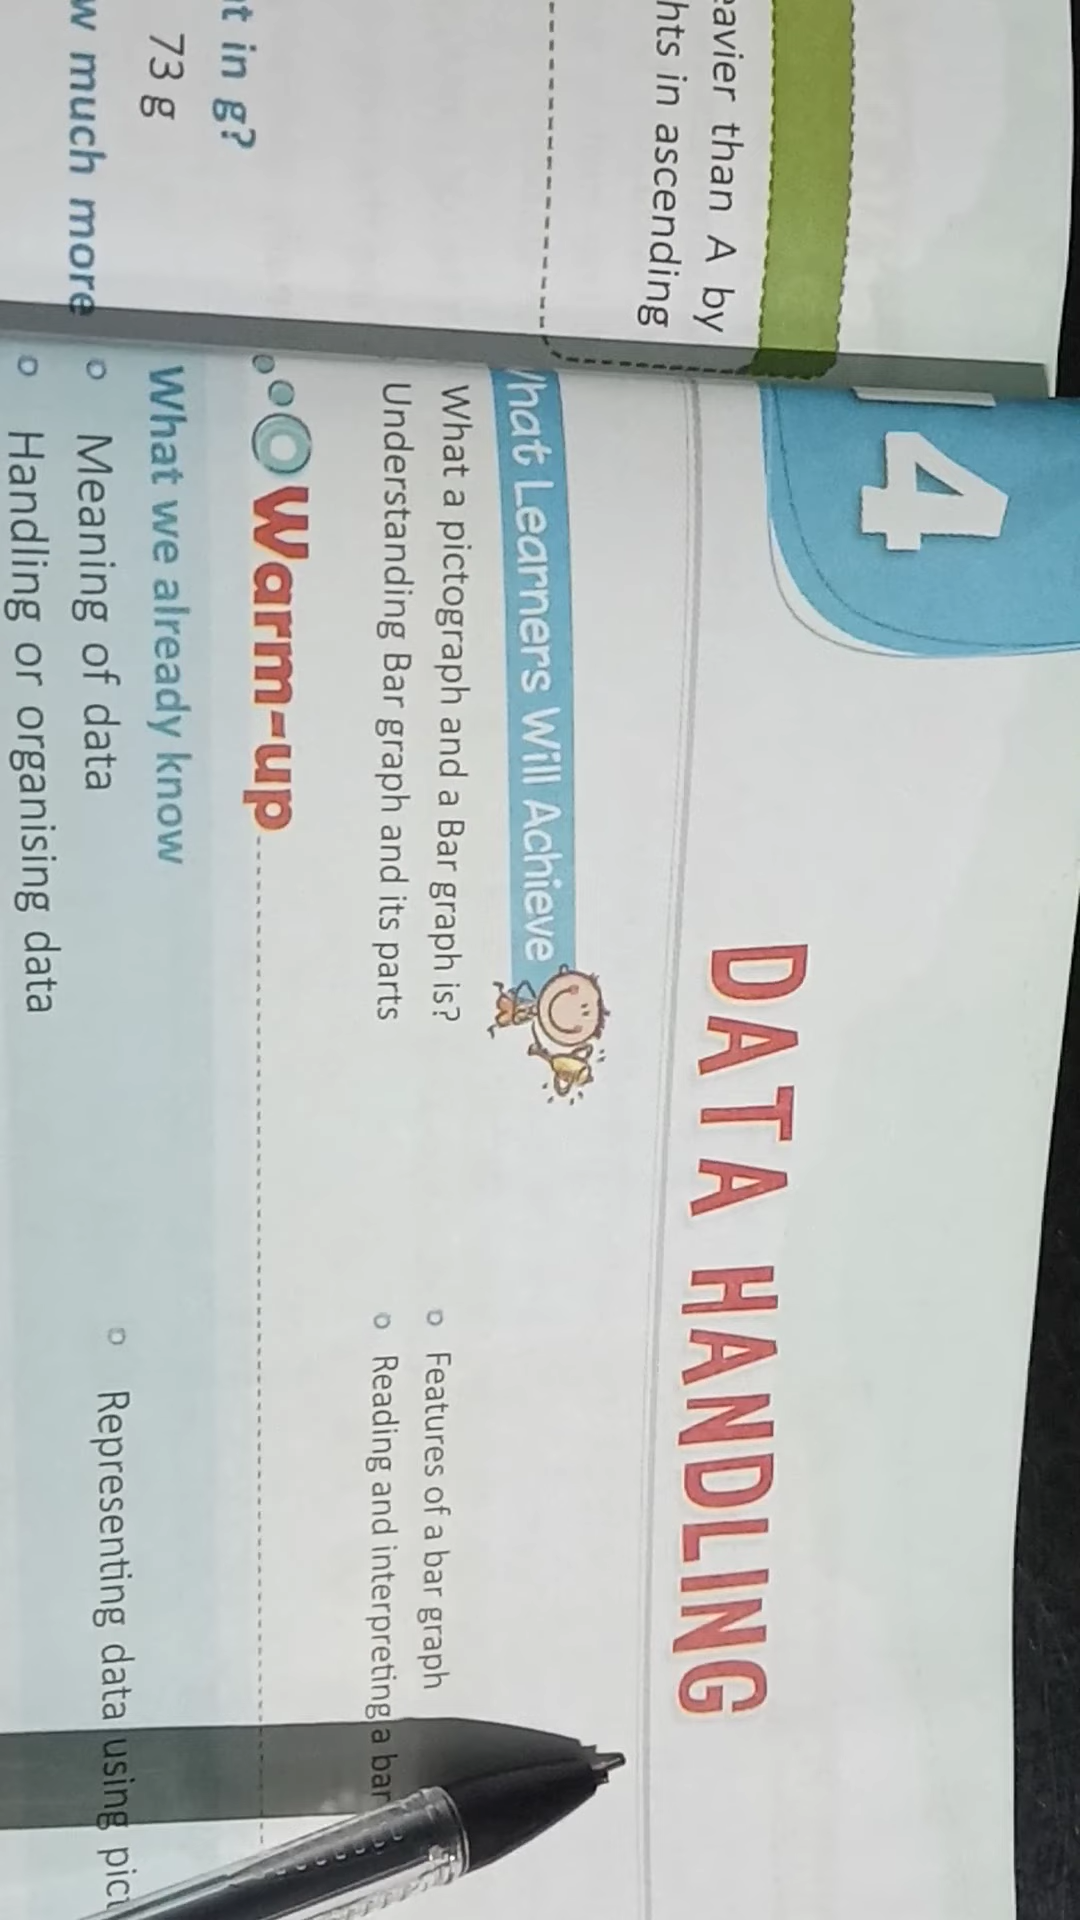 eavier than A by
hts in ascending
t in g?
73 g
w much more
4
DATA HANDLING
What Learners Will Achieve
What a pictograph and a Bar graph is?
Understanding Bar graph and its parts
Features of a bar graph
Reading and interpreting a bar
Warm-up
What we already know
Meaning of data
Handling or organising data
Representing data using pict